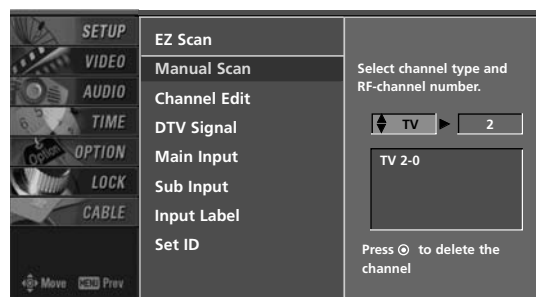 SETUP
VIDEO
AUDIO
TIME
OPTION
LOCK
CABLE
Move MENU Prev
EZ Scan
Manual Scan
Channel Edit
DTV Signal
Main Input
Sub Input
Input Label
Set ID
Select channel type and
RF-channel number.
TV 2
TV 2-0
Press to delete the
channel
Option